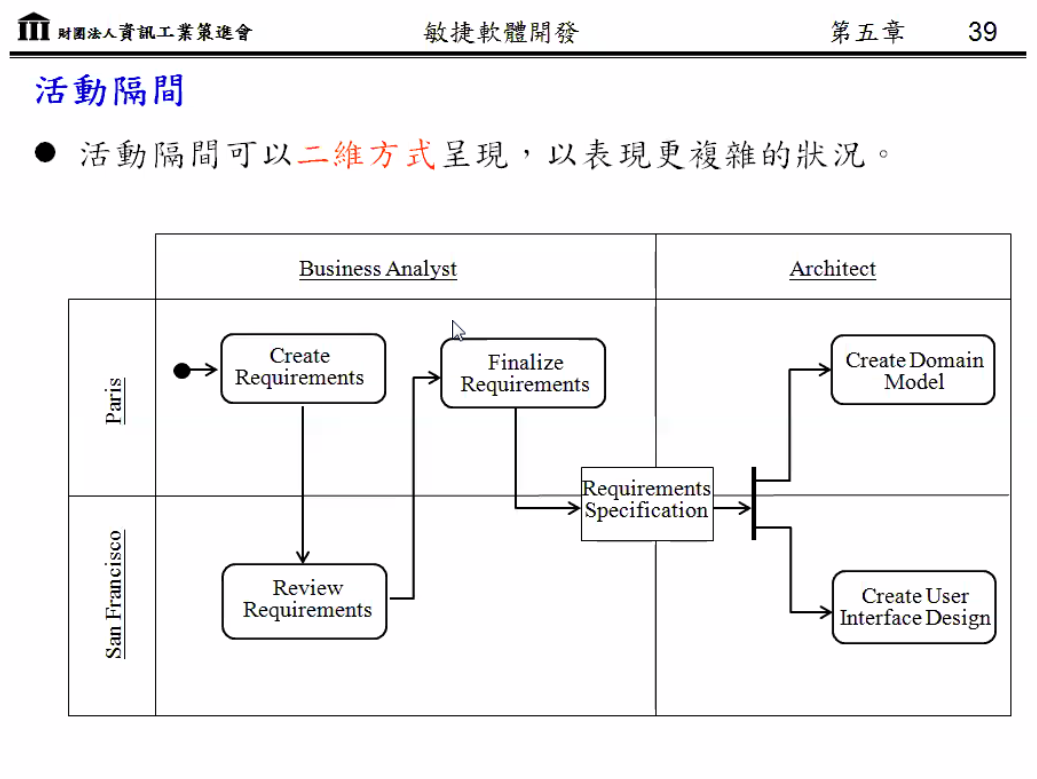 財團法人資訊工業策進會 敏捷軟體開發 第五章 39
活動隔間
● 活動隔間可以二維方式呈現，以表現更複雜的狀況。
Business Analyst
Architect
Paris
Create
Requirements
Finalize
Requirements
Create Domain
Model
Requirements
Specification
San Francisco
Review
Requirements
Create User
Interface Design